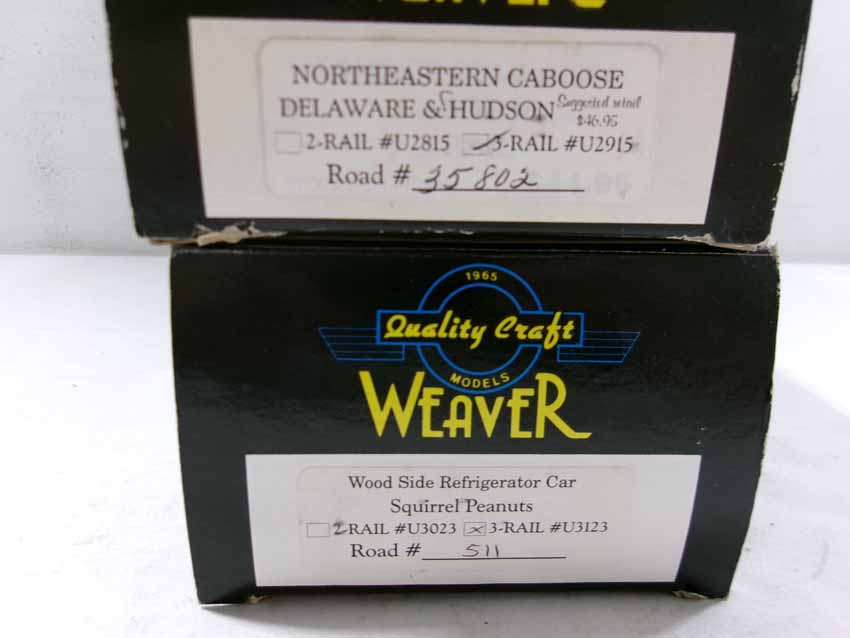 NORTHEASTERN CABOOSE
DELAWARE & HUDSON Suggested retail
$46.95
2-RAIL #U2815 3-RAIL #U2915
Road # 35802
1965
Quality Craft
MODELS
WEAVER
Wood Side Refrigerator Car
Squirrel Peanuts
2-RAIL #U3023 x 3-RAIL #U3123
Road # 511